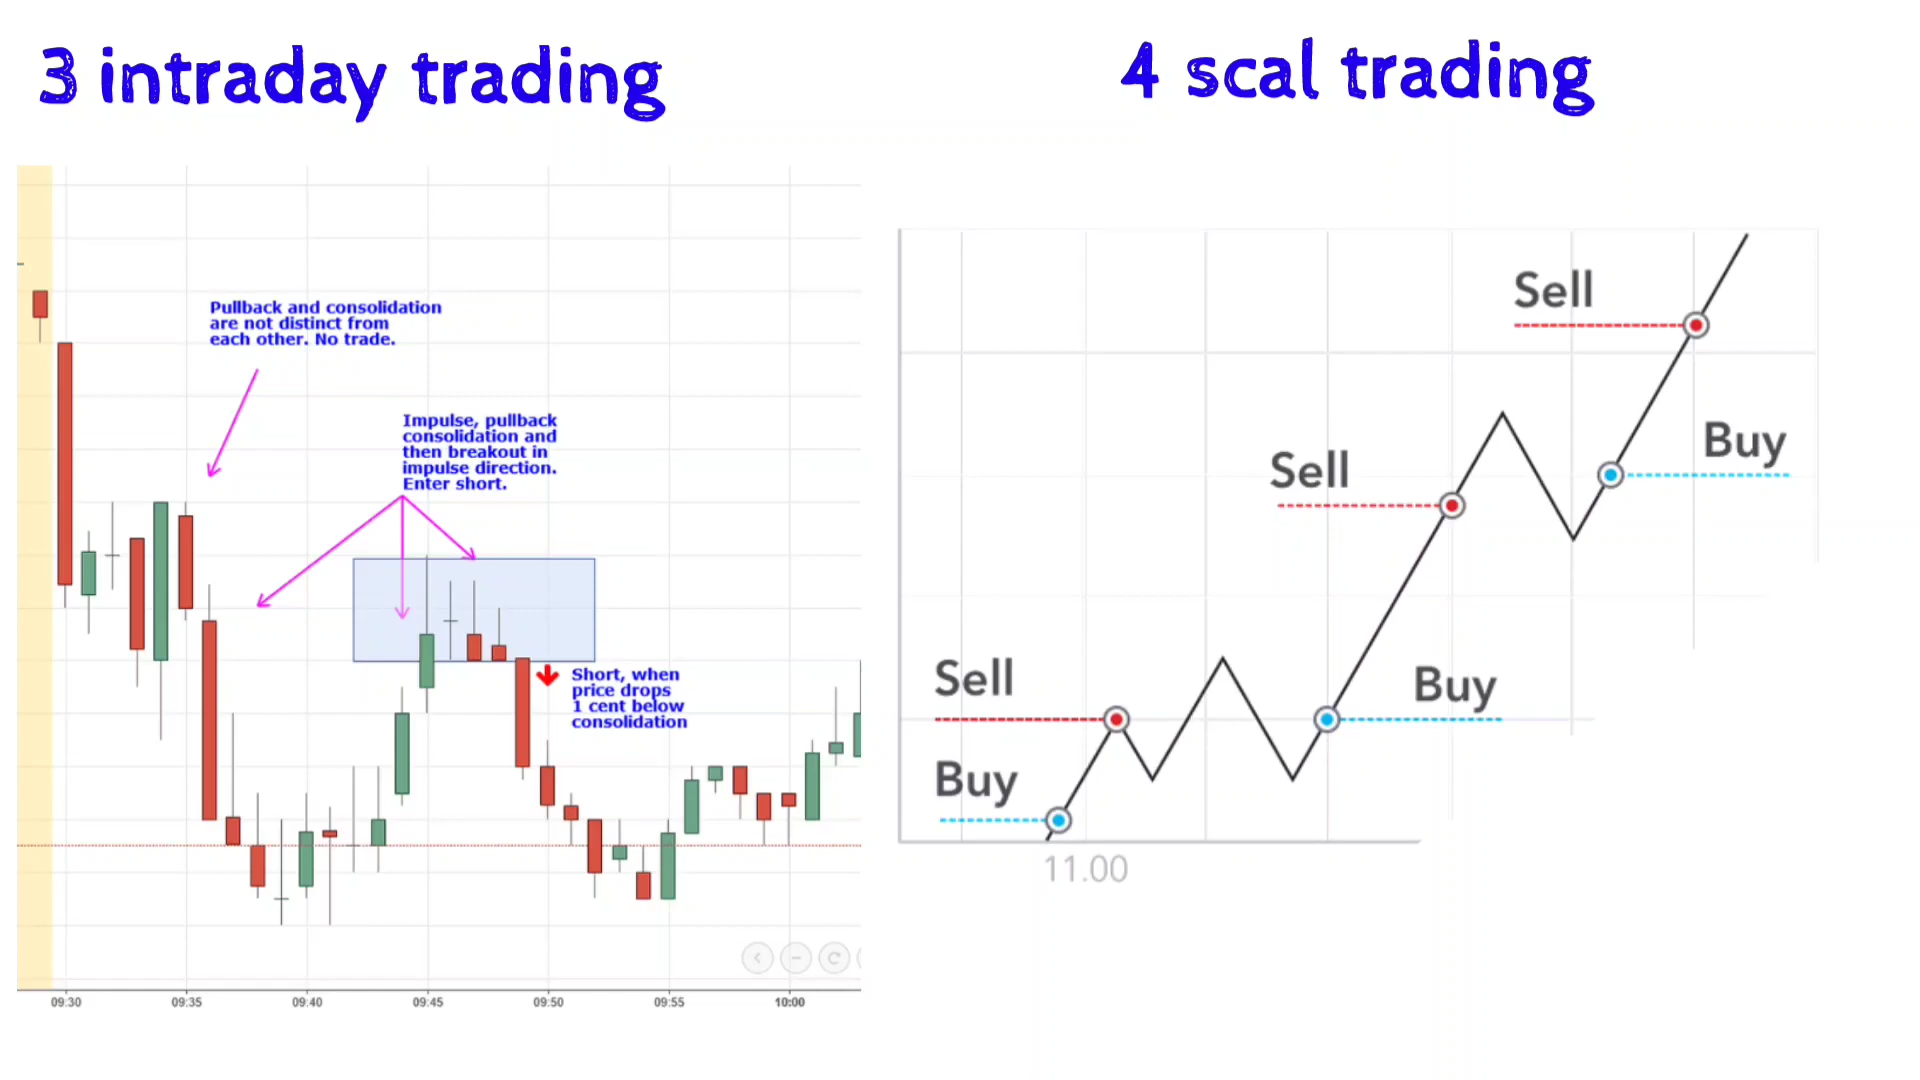 3 intraday trading
4 scal trading
Pullback and consolidation
are not distinct from
each other. No trade.
Impulse, pullback
consolidation and
then breakout in
impulse direction.
Enter short.
Short, when
price drops
1 cent below
consolidation
09:30 09:35 09:40 09:45 09:50 09:55 10:00
Sell
Buy
Sell
Buy
Sell
Buy
11.00